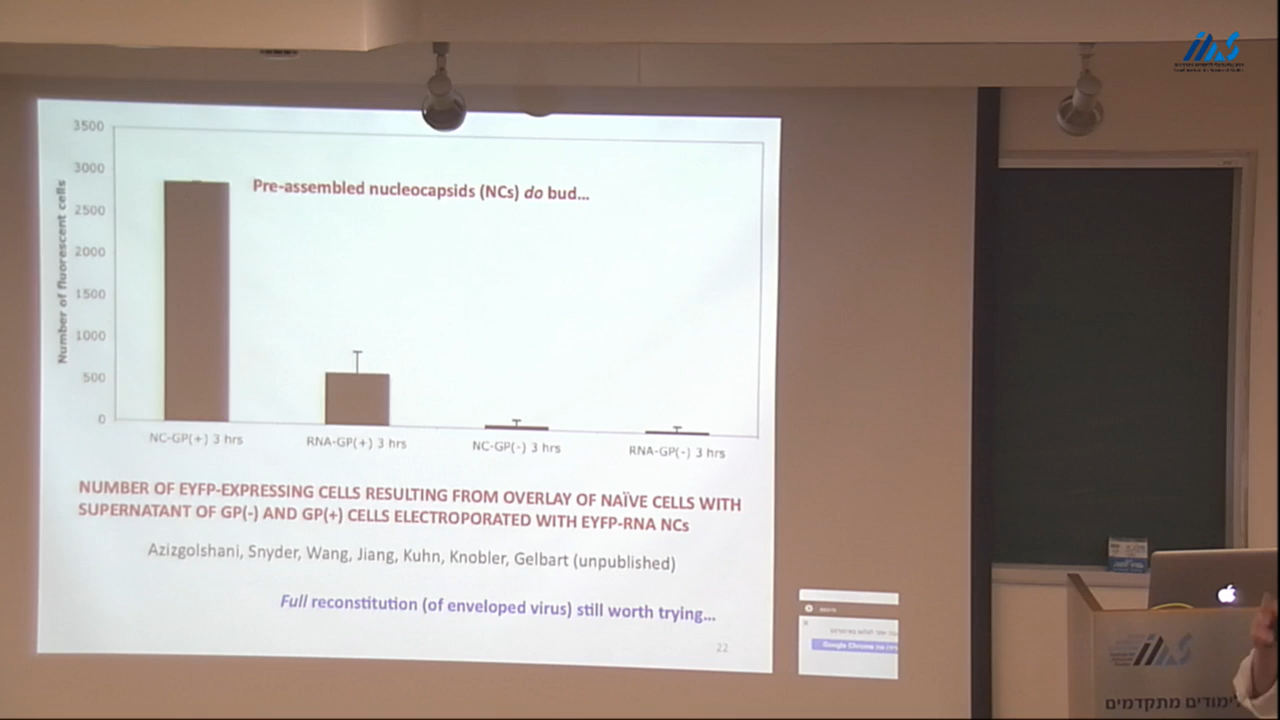 3500
3000
2500
2000
1500
1000
500
0
Number of fluorescent cells
Pre-assembled nucleocapsids (NCs) do bud...
NC-GP(+) 3 hrs
RNA-GP(+) 3 hrs
NC-GP(-) 3 hrs
RNA-GP(-) 3 hrs
NUMBER OF EYFP-EXPRESSING CELLS RESULTING FROM OVERLAY OF NAÏVE CELLS WITH
SUPERNATANT OF GP(-) AND GP(+) CELLS ELECTROPORATED WITH EYFP-RNA NCs
Azizgolshani, Snyder, Wang, Jiang, Kuhn, Knobler, Gelbart (unpublished)
Full reconstitution (of enveloped virus) still worth trying...
22
Google Chrome
לימודים מתקדמים